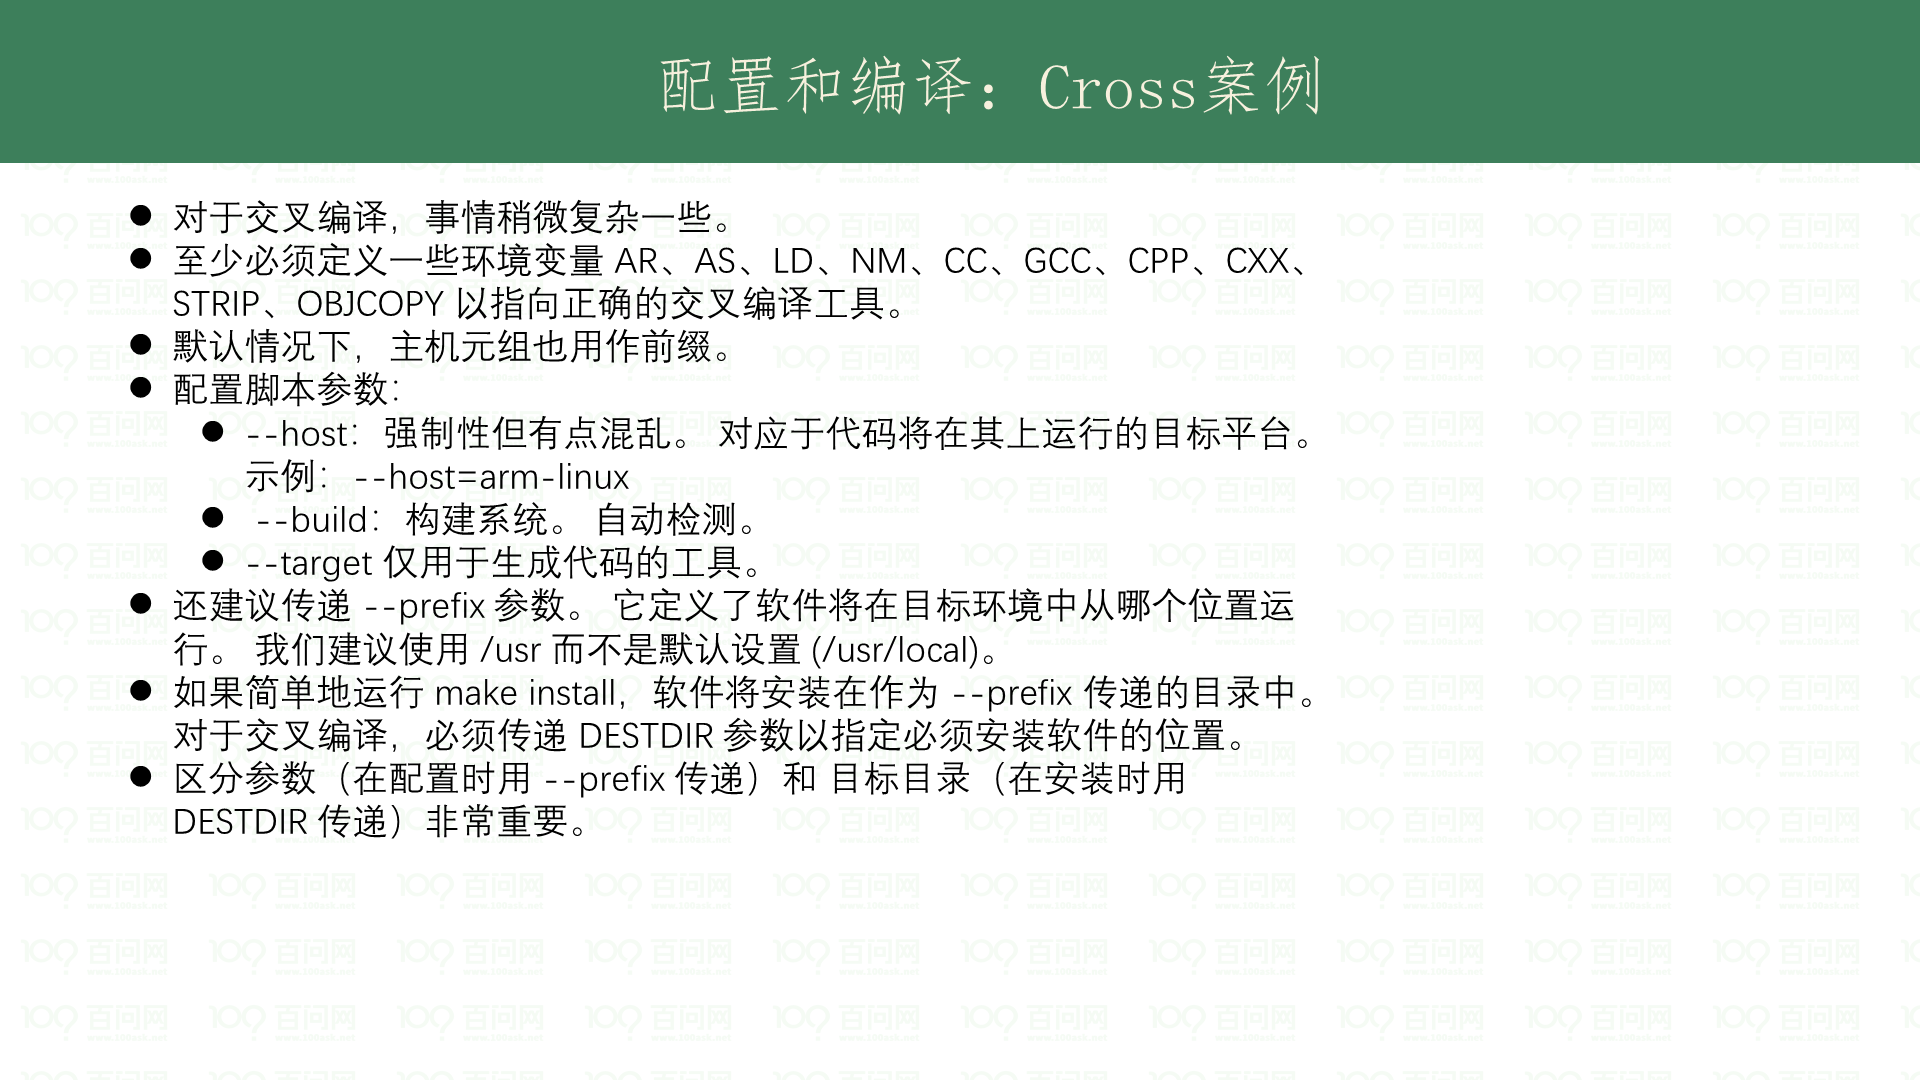 配置和编译：Cross案例
● 对于交叉编译，事情稍微复杂一些。
● 至少必须定义一些环境变量 AR、AS、LD、NM、CC、GCC、CPP、CXX、
STRIP、OBJCOPY 以指向正确的交叉编译工具。
● 默认情况下，主机元组也用作前缀。
● 配置脚本参数：
● --host：强制性但有点混乱。 对应于代码将在其上运行的目标平台。
示例：--host=arm-linux
● --build：构建系统。 自动检测。
● --target 仅用于生成代码的工具。
● 还建议传递 --prefix 参数。 它定义了软件将在目标环境中从哪个位置运
行。 我们建议使用 /usr 而不是默认设置 (/usr/local)。
● 如果简单地运行 make install，软件将安装在作为 --prefix 传递的目录中。
对于交叉编译，必须传递 DESTDIR 参数以指定必须安装软件的位置。
● 区分参数（在配置时用 --prefix 传递）和 目标目录（在安装时用
DESTDIR 传递）非常重要。